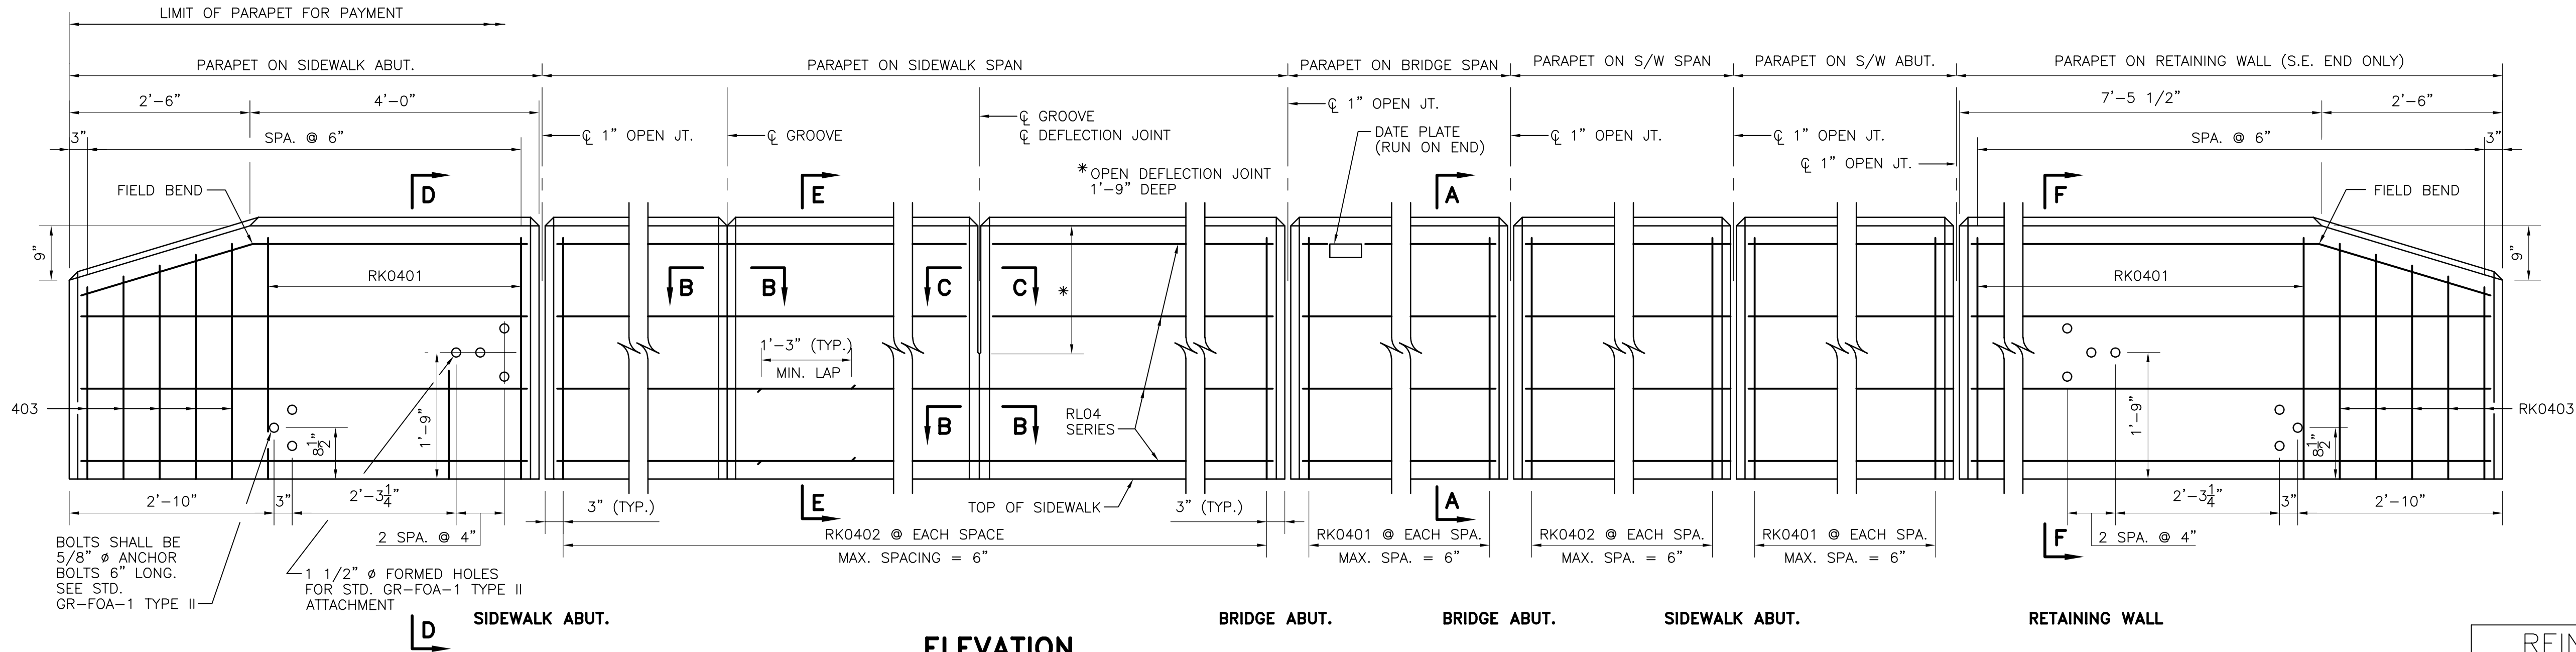 LIMIT OF PARAPET FOR PAYMENT
PARAPET ON SIDEWALK ABUT.
PARAPET ON SIDEWALK SPAN
PARAPET ON BRIDGE SPAN
PARAPET ON S/W SPAN
PARAPET ON S/W ABUT.
PARAPET ON RETAINING WALL (S.E. END ONLY)
2'-6"
4'-0"
7'-5 1/2"
2'-6"
3"
SPA. @ 6"
℄ 1" OPEN JT.
℄ GROOVE
℄ GROOVE
℄ DEFLECTION JOINT
℄ 1" OPEN JT.
DATE PLATE
(RUN ON END)
℄ 1" OPEN JT.
℄ 1" OPEN JT.
℄ 1" OPEN JT.
SPA. @ 6"
3"
* OPEN DEFLECTION JOINT
1'-9" DEEP
FIELD BEND
D
E
A
F
FIELD BEND
9"
RK0401
B
B
C
C
*
RK0401
9"
1'-3" (TYP.)
MIN. LAP
403
1'-9"
8 1/2"
B
B
RL04
SERIES
1'-9"
8 1/2"
RK0403
2'-10"
3"
2'-3 1/4"
2 SPA. @ 4"
3" (TYP.)
E
TOP OF SIDEWALK
3" (TYP.)
A
2'-3 1/4"
3"
2'-10"
RK0402 @ EACH SPACE
MAX. SPACING = 6"
RK0401 @ EACH SPA.
MAX. SPA. = 6"
RK0402 @ EACH SPA.
MAX. SPA. = 6"
RK0401 @ EACH SPA.
MAX. SPA. = 6"
F
2 SPA. @ 4"
BOLTS SHALL BE
5/8" ø ANCHOR
BOLTS 6" LONG.
SEE STD.
GR-FOA-1 TYPE II
1 1/2" ø FORMED HOLES
FOR STD. GR-FOA-1 TYPE II
ATTACHMENT
D
SIDEWALK ABUT.
BRIDGE ABUT.
BRIDGE ABUT.
SIDEWALK ABUT.
RETAINING WALL
ELEVATION
REIN